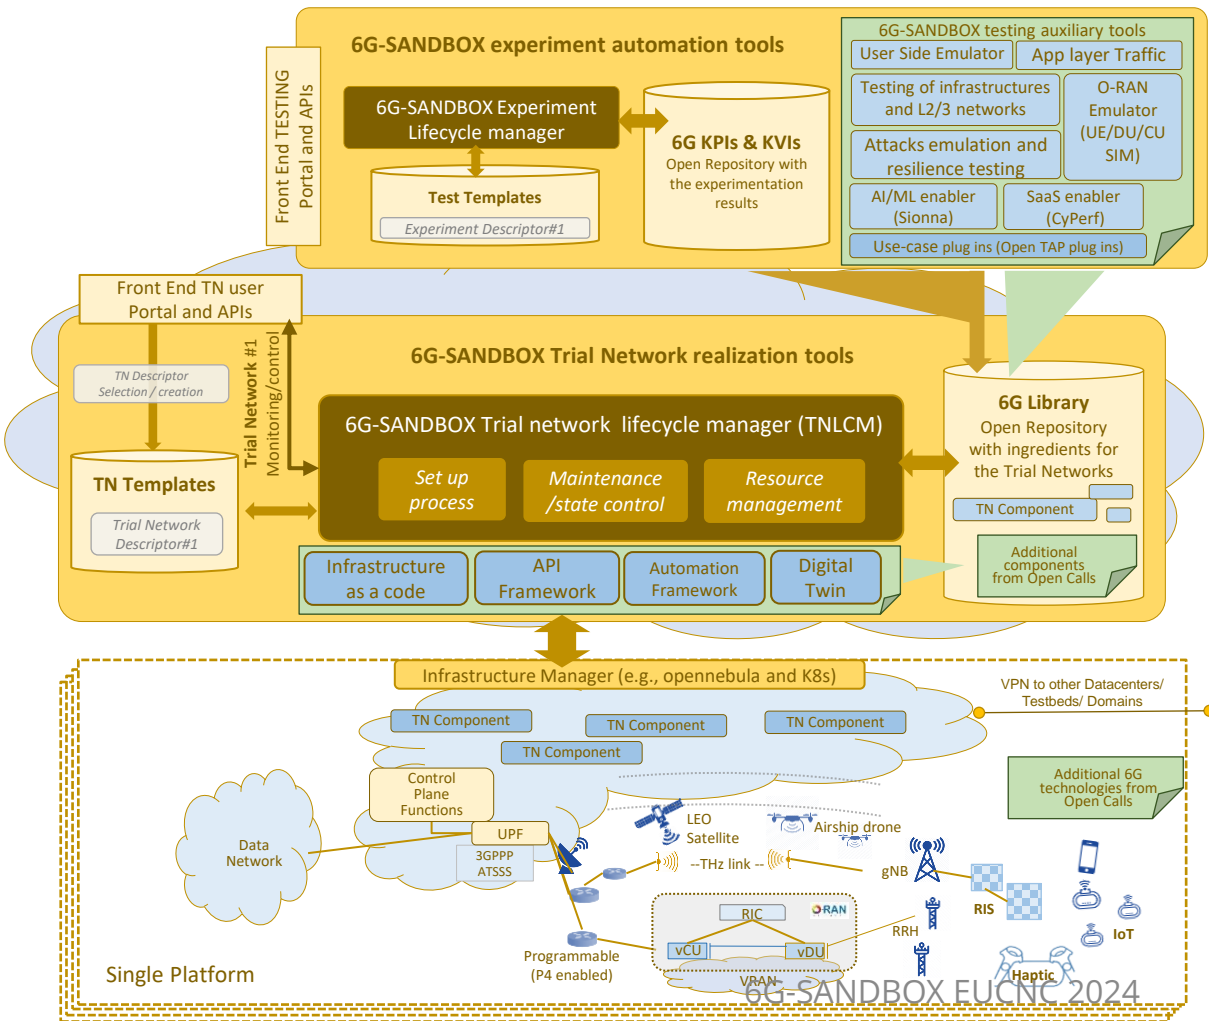 6G-SANDBOX experiment automation tools
6G-SANDBOX testing auxiliary tools
User Side Emulator
App layer Traffic
Testing of infrastructures
and L2/3 networks
O-RAN
Emulator
(UE/DU/CU
SIM)
Attacks emulation and
resilience testing
AI/ML enabler
(Sionna)
SaaS enabler
(CyPerf)
Use-case plug ins (Open TAP plug ins)
Front End TESTING
Portal and APIs
6G-SANDBOX Experiment
Lifecycle manager
6G KPIs & KVIs
Open Repository with
the experimentation
results
Test Templates
Experiment Descriptor#1
Front End TN user
Portal and APIs
TN Descriptor
Selection / creation
Trial Network #1
Monitoring/control
6G-SANDBOX Trial Network realization tools
6G-SANDBOX Trial network lifecycle manager (TNLCM)
Set up
process
Maintenance
/state control
Resource
management
TN Templates
Trial Network
Descriptor#1
6G Library
Open Repository
with ingredients for
the Trial Networks
TN Component
Additional
components
from Open Calls
Infrastructure
as a code
API
Framework
Automation
Framework
Digital
Twin
Infrastructure Manager (e.g., opennebula and K8s)
VPN to other Datacenters/
Testbeds/ Domains
TN Component
TN Component
TN Component
TN Component
Additional 6G
technologies from
Open Calls
Control
Plane
Functions
UPF
3GPPP
ATSSS
Data
Network
LEO
Satellite
Airship drone
--THz link --
gNB
RIS
IoT
Haptic
RRH
O-RAN
RIC
vCU
vDU
VRAN
Programmable
(P4 enabled)
Single Platform
6G-SANDBOX EUCNC 2024